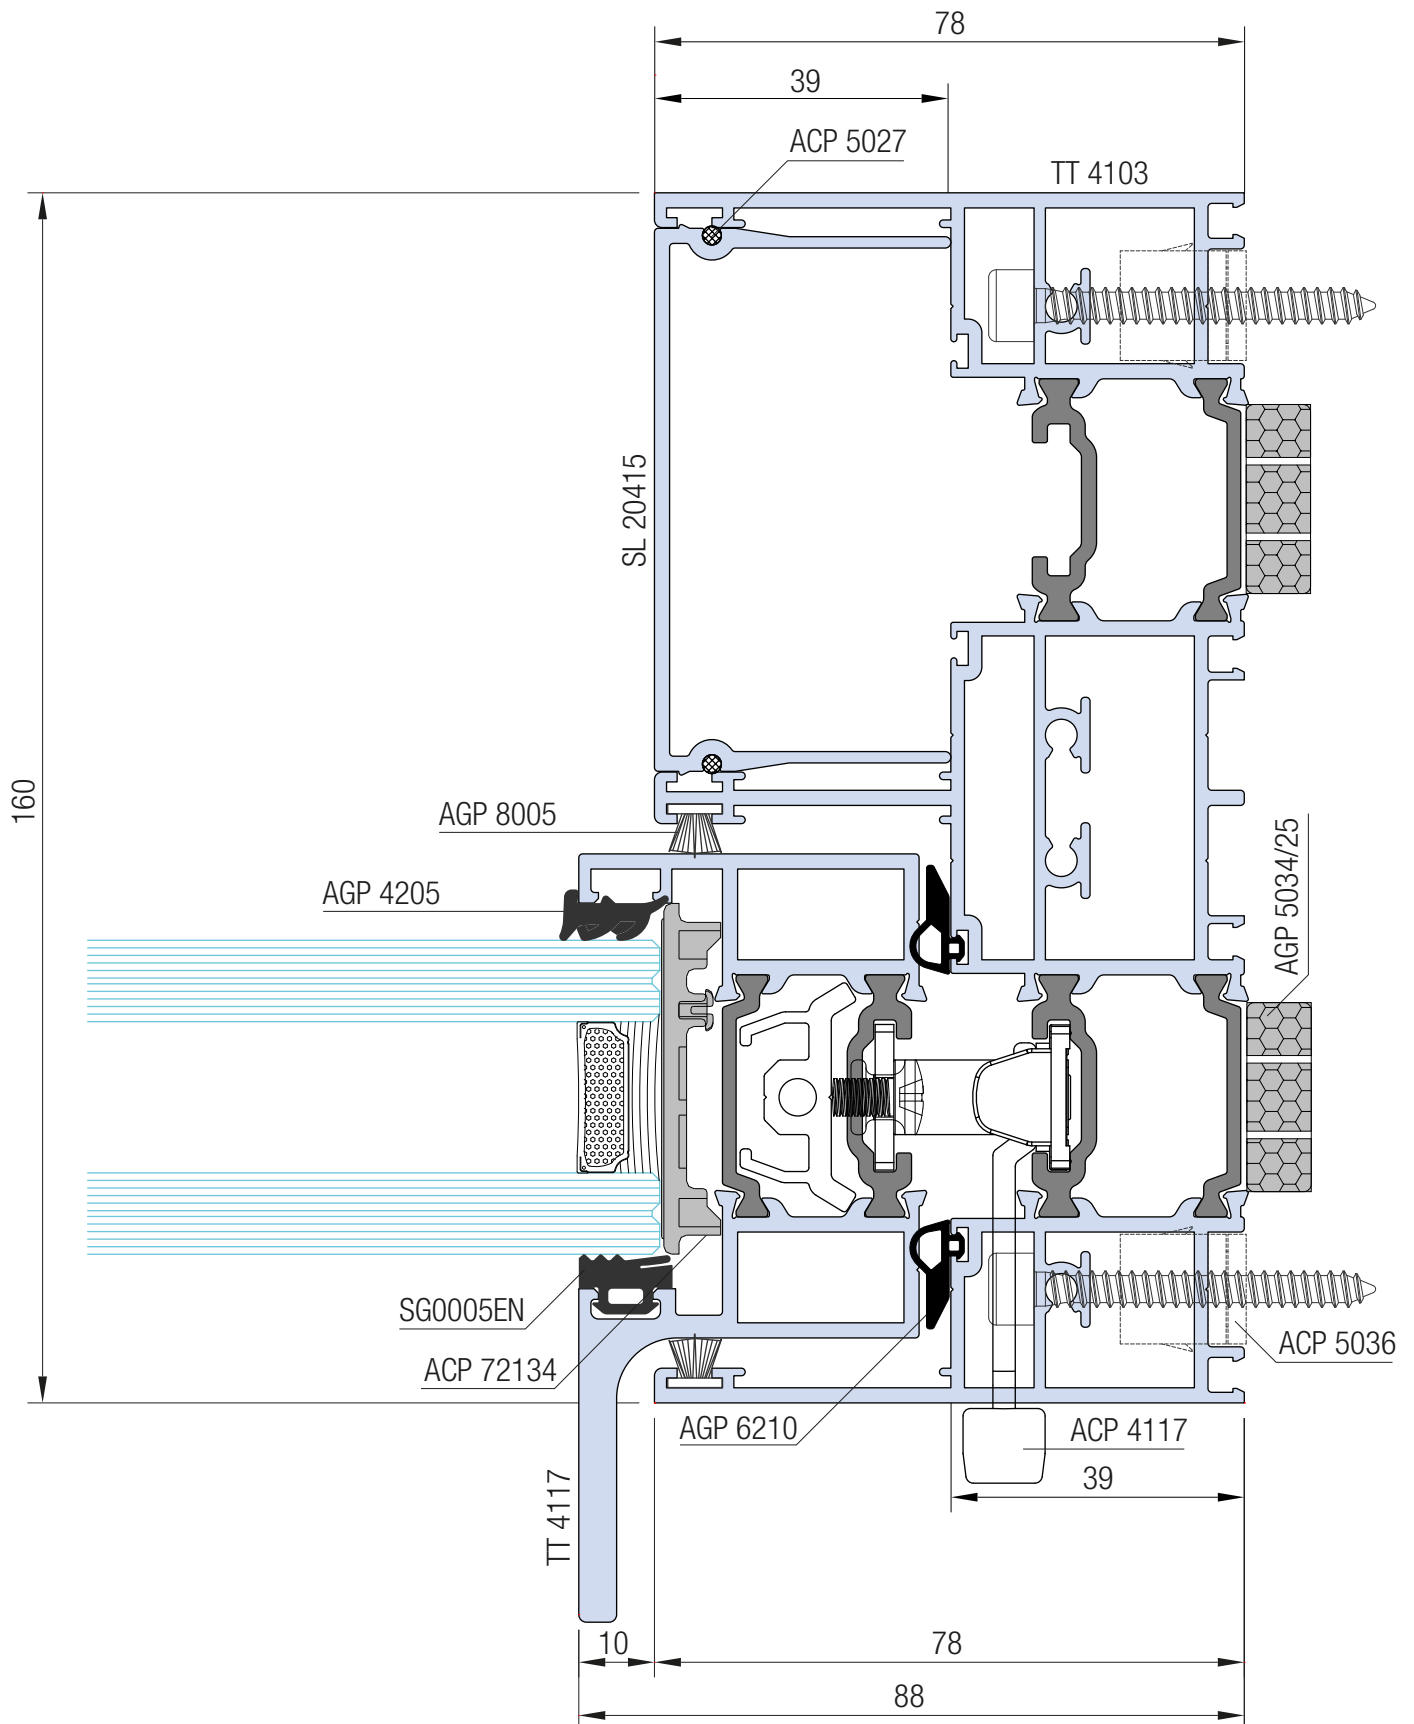 78
39
ACP 5027
TT 4103
SL 20415
160
AGP 8005
AGP 5034/25
AGP 4205
SG0005EN
ACP 5036
ACP 72134
AGP 6210
ACP 4117
39
TT 4117
10
78
88